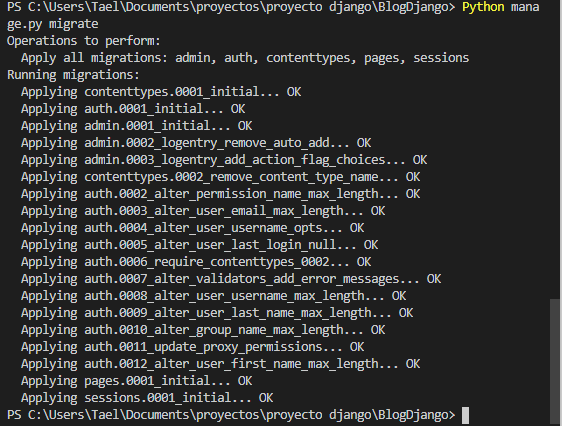 PS C:\Users\Tael\Documents\proyectos\proyecto django\BlogDjango> Python mana
ge.py migrate
Operations to perform:
  Apply all migrations: admin, auth, contenttypes, pages, sessions
Running migrations:
  Applying contenttypes.0001_initial... OK
  Applying auth.0001_initial... OK
  Applying admin.0001_initial... OK
  Applying admin.0002_logentry_remove_auto_add... OK
  Applying admin.0003_logentry_add_action_flag_choices... OK
  Applying contenttypes.0002_remove_content_type_name... OK
  Applying auth.0002_alter_permission_name_max_length... OK
  Applying auth.0003_alter_user_email_max_length... OK
  Applying auth.0004_alter_user_username_opts... OK
  Applying auth.0005_alter_user_last_login_null... OK
  Applying auth.0006_require_contenttypes_0002... OK
  Applying auth.0007_alter_validators_add_error_messages... OK
  Applying auth.0008_alter_user_username_max_length... OK
  Applying auth.0009_alter_user_last_name_max_length... OK
  Applying auth.0010_alter_group_name_max_length... OK
  Applying auth.0011_update_proxy_permissions... OK
  Applying auth.0012_alter_user_first_name_max_length... OK
  Applying pages.0001_initial... OK
  Applying sessions.0001_initial... OK
PS C:\Users\Tael\Documents\proyectos\proyecto django\BlogDjango>